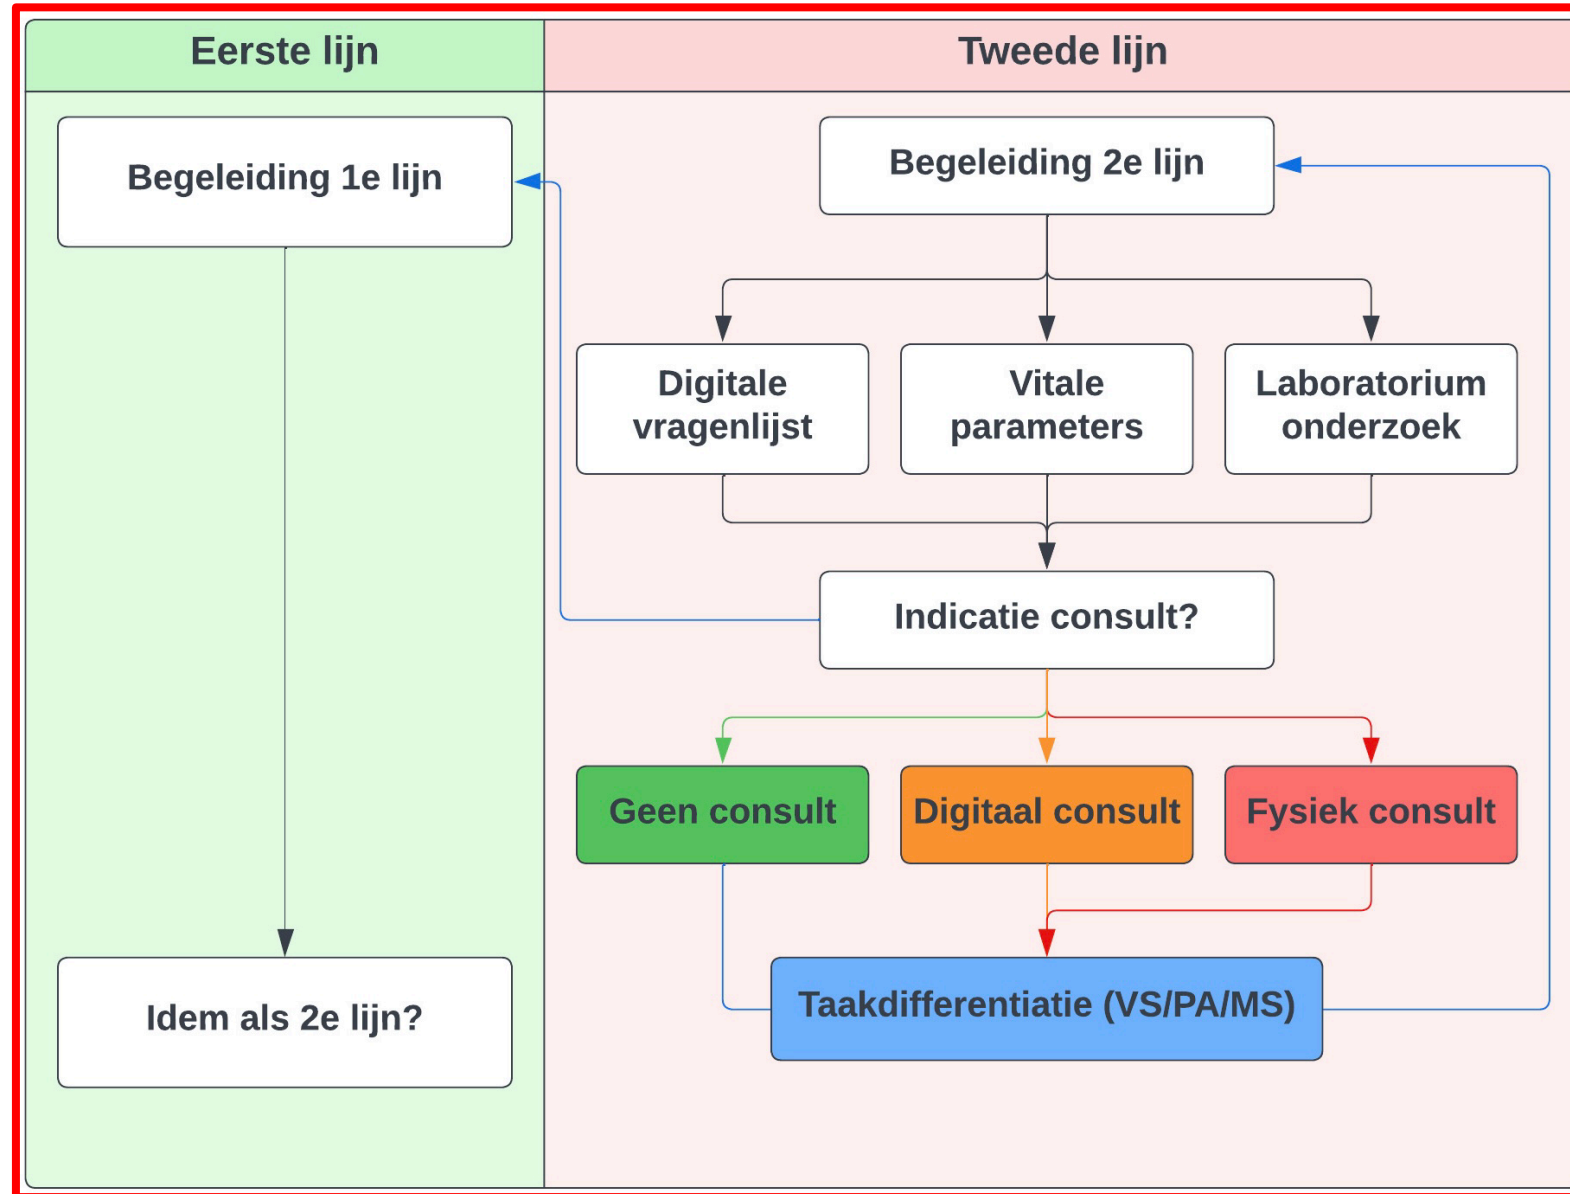 Eerste lijn
Tweede lijn
Begeleiding 1e lijn
Begeleiding 2e lijn
Digitale
vragenlijst
Vitale
parameters
Laboratorium
onderzoek
Indicatie consult?
Geen consult
Digitaal consult
Fysiek consult
Idem als 2e lijn?
Taakdifferentiatie (VS/PA/MS)